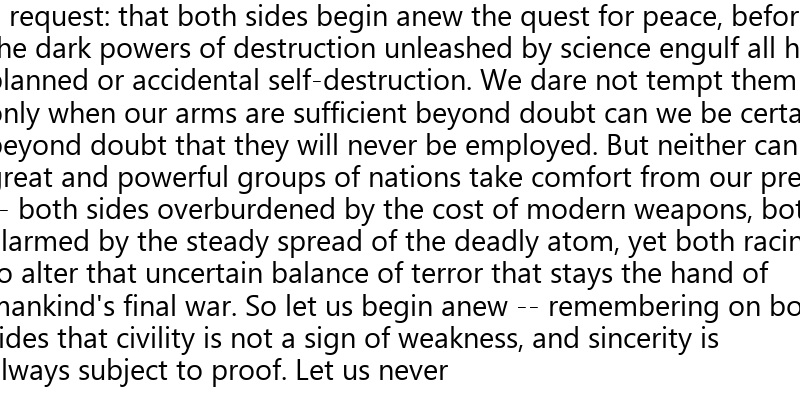 request: that both sides begin anew the quest for peace, befor
he dark powers of destruction unleashed by science engulf all h
planned or accidental self-destruction. We dare not tempt them
only when our arms are sufficient beyond doubt can we be certa
beyond doubt that they will never be employed. But neither can
great and powerful groups of nations take comfort from our pre
-- both sides overburdened by the cost of modern weapons, bot
larmed by the steady spread of the deadly atom, yet both racin
o alter that uncertain balance of terror that stays the hand of
mankind's final war. So let us begin anew -- remembering on bo
ides that civility is not a sign of weakness, and sincerity is
lways subject to proof. Let us never